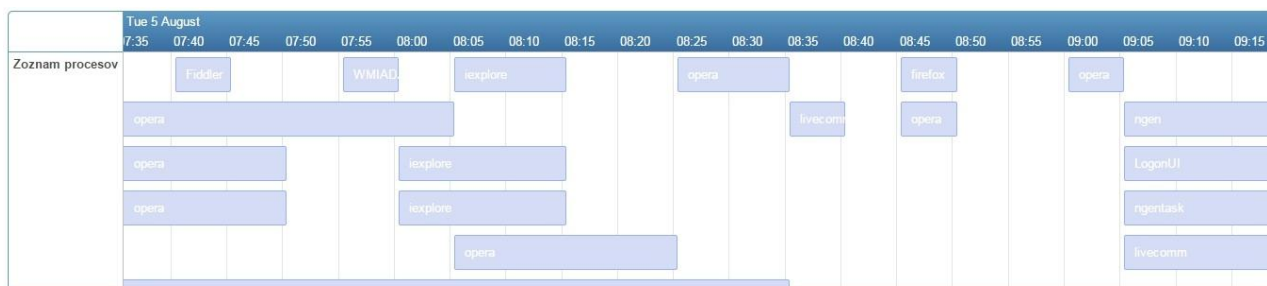 Tue 5 August
07:35 07:40 07:45 07:50 07:55 08:00 08:05 08:10 08:15 08:20 08:25 08:30 08:35 08:40 08:45 08:50 08:55 09:00 09:05 09:10 09:15
Zoznam procesov Fiddler WMIAD iexplore opera firefox opera
opera livecomm opera ngen
opera iexplore LogonUI
opera iexplore ngentask
opera livecomm